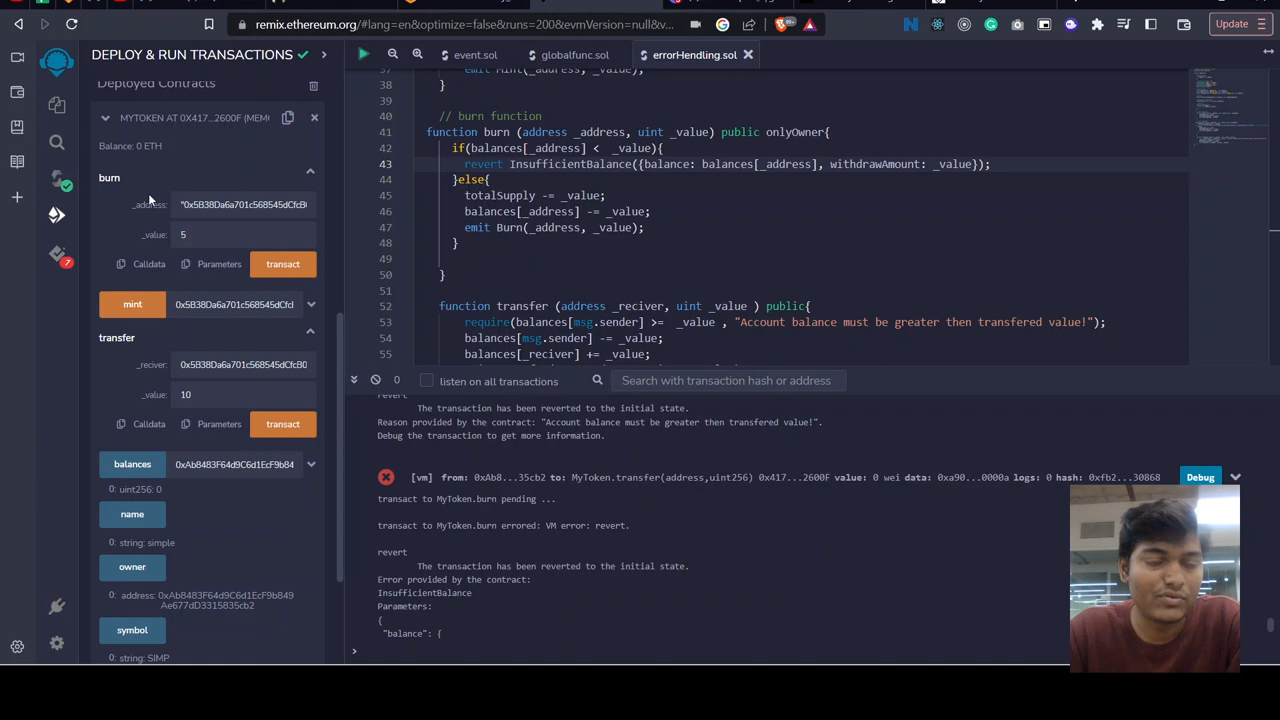 remix.ethereum.org/#lang=en&optimize=false&runs=200&evmVersion=null&
99+
Update
DEPLOY & RUN TRANSACTIONS
event.sol
globalfunc.sol
errorHendling.sol
Deployed Contracts
MYTOKEN AT 0X417...2600F (MEM
Balance: 0 ETH
burn
_address:
"0x5B38Da6a701c568545dCfcB
_value:
5
Calldata
Parameters
transact
mint
0x5B38Da6a701c568545dCfc
transfer
_reciver:
0x5B38Da6a701c568545dCfcB0
_value:
10
Calldata
Parameters
transact
balances
0xAb8483F64d9C6d1EcF9b84
0: uint256: 0
name
0: string: simple
owner
0: address: 0xAb8483F64d9C6d1EcF9b849
Ae677dD3315835cb2
symbol
0: string: SIMP
7
37 emit Mint(_address, _value);
38 }
39
40 // burn function
41 function burn (address _address, uint _value) public onlyOwner{
42 if(balances[_address] < _value){
43 revert InsufficientBalance({balance: balances[_address], withdrawAmount: _value});
44 }else{
45 totalSupply -= _value;
46 balances[_address] -= _value;
47 emit Burn(_address, _value);
48 }
49
50 }
51
52 function transfer (address _reciver, uint _value ) public{
53 require(balances[msg.sender] >= _value , "Account balance must be greater then transfered value!");
54 balances[msg.sender] -= _value;
55 balances[_reciver] += _value;
0
listen on all transactions
Search with transaction hash or address
revert
The transaction has been reverted to the initial state.
Reason provided by the contract: "Account balance must be greater then transfered value!".
Debug the transaction to get more information.
[vm] from: 0xAb8...35cb2 to: MyToken.transfer(address,uint256) 0x417...2600F value: 0 wei data: 0xa90...0000a logs: 0 hash: 0xfb2...30868
Debug
transact to MyToken.burn pending ...
transact to MyToken.burn errored: VM error: revert.
revert
The transaction has been reverted to the initial state.
Error provided by the contract:
InsufficientBalance
Parameters:
{
"balance": {
>